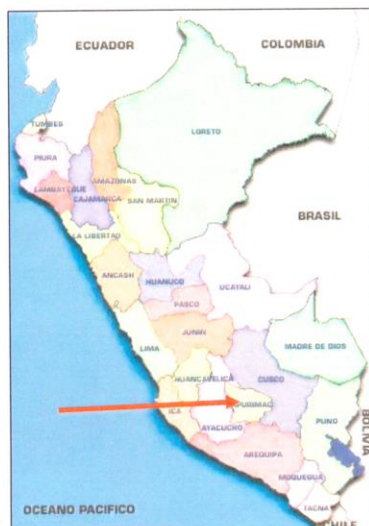 ECUADOR
COLOMBIA
TUMBES
LORETO
PIURA
AMAZONAS
LAMBAYEQUE
CAJAMARCA
SAN MARTIN
BRASIL
LA LIBERTAD
ANCASH
HUANUCO
UCAYALI
PASCO
JUNIN
LIMA
MADRE DE DIOS
HUANCAVELICA
CUSCO
PURIMAC
ICA
PUNO
AYACUCHO
BOLIVIA
AREQUIPA
MOQUEGUA
TACNA
OCEANO PACIFICO
CHILE